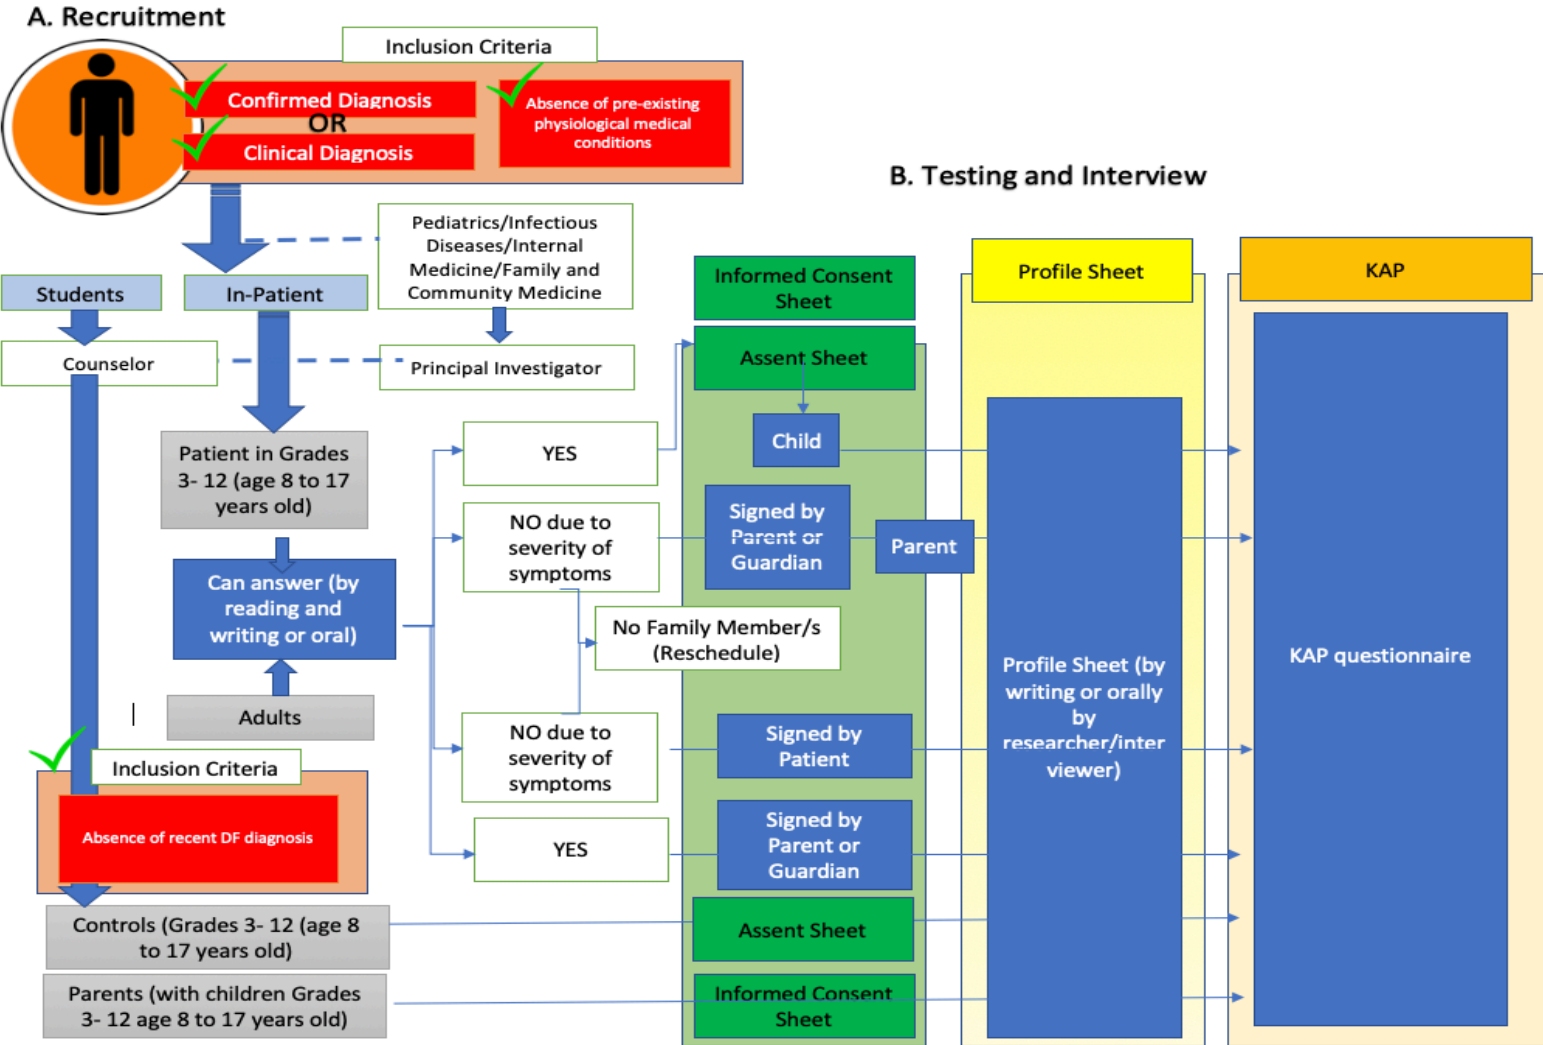 A. Recruitment
Inclusion Criteria
Confirmed Diagnosis
OR
Clinical Diagnosis
Absence of pre-existing
physiological medical
conditions
B. Testing and Interview
Pediatrics/Infectious
Diseases/Internal
Medicine/Family and
Community Medicine
Students
In-Patient
Counselor
Principal Investigator
Patient in Grades
3- 12 (age 8 to 17
years old)
Can answer (by
reading and
writing or oral)
Adults
Inclusion Criteria
Absence of recent DF diagnosis
Controls (Grades 3- 12 (age 8
to 17 years old)
Parents (with children Grades
3- 12 age 8 to 17 years old)
YES
NO due to
severity of
symptoms
No Family Member/s
(Reschedule)
NO due to
severity of
symptoms
YES
Informed Consent
Sheet
Assent Sheet
Child
Signed by
Parent or
Guardian
Parent
Signed by
Patient
Signed by
Parent or
Guardian
Assent Sheet
Informed Consent
Sheet
Profile Sheet
Profile Sheet (by
writing or orally
by
researcher/inter
viewer)
KAP
KAP questionnaire